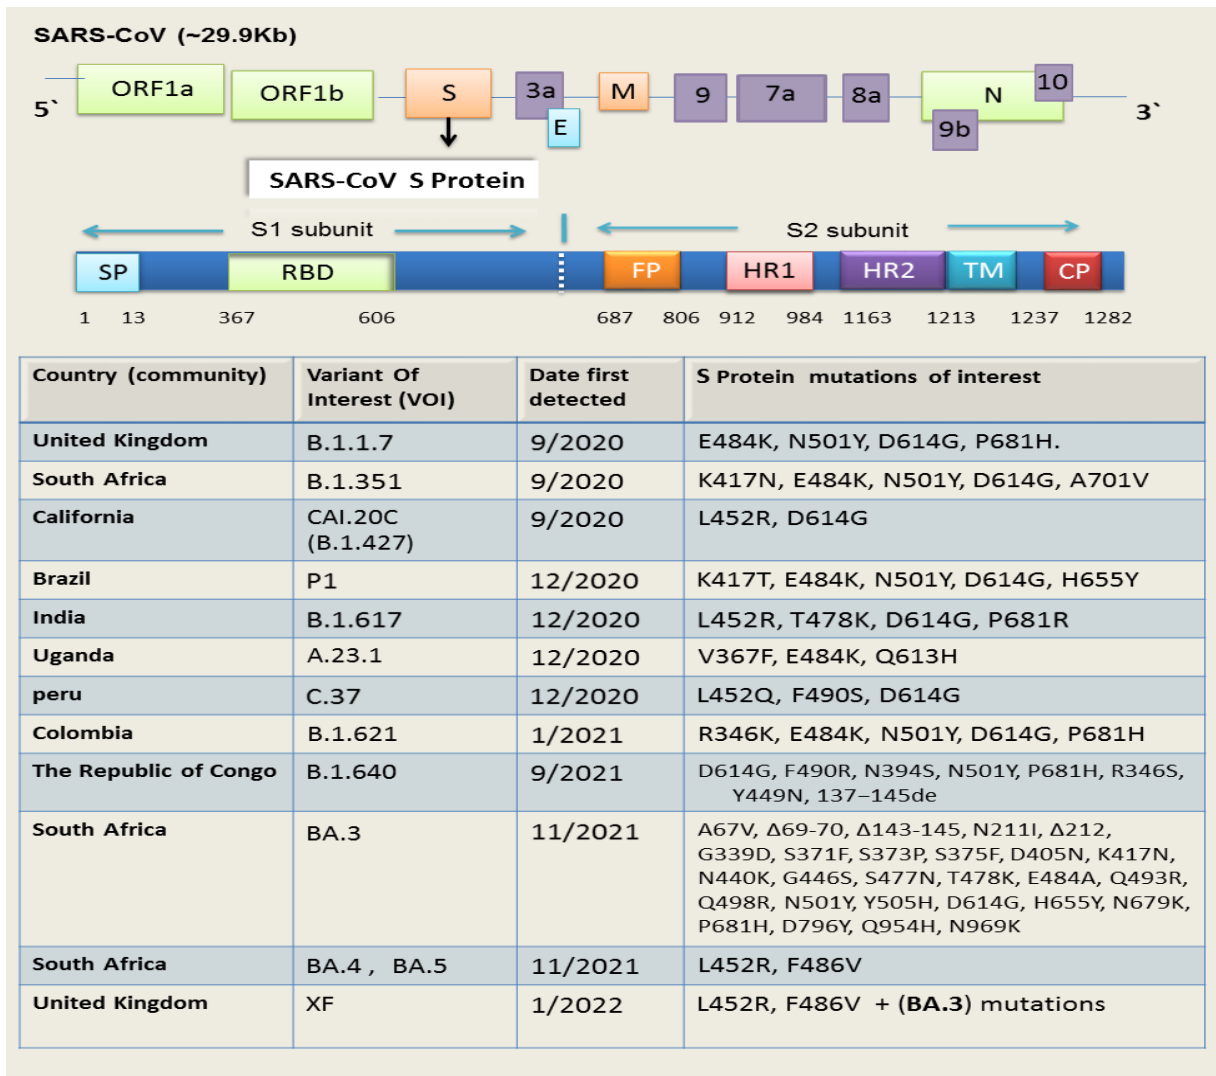 SARS-CoV (~29.9Kb)
5` ORF1a ORF1b S 3a E M 9 7a 8a N 9b 10 3`
SARS-CoV S Protein
S1 subunit S2 subunit
SP RBD FP HR1 HR2 TM CP
1 13 367 606 687 806 912 984 1163 1213 1237 1282
Country (community) Variant Of Interest (VOI) Date first detected S Protein mutations of interest
United Kingdom B.1.1.7 9/2020 E484K, N501Y, D614G, P681H.
South Africa B.1.351 9/2020 K417N, E484K, N501Y, D614G, A701V
California CAI.20C (B.1.427) 9/2020 L452R, D614G
Brazil P1 12/2020 K417T, E484K, N501Y, D614G, H655Y
India B.1.617 12/2020 L452R, T478K, D614G, P681R
Uganda A.23.1 12/2020 V367F, E484K, Q613H
peru C.37 12/2020 L452Q, F490S, D614G
Colombia B.1.621 1/2021 R346K, E484K, N501Y, D614G, P681H
The Republic of Congo B.1.640 9/2021 D614G, F490R, N394S, N501Y, P681H, R346S,
Y449N, 137–145de
South Africa BA.3 11/2021 A67V, Δ69-70, Δ143-145, N211I, Δ212,
G339D, S371F, S373P, S375F, D405N, K417N,
N440K, G446S, S477N, T478K, E484A, Q493R,
Q498R, N501Y, Y505H, D614G, H655Y, N679K,
P681H, D796Y, Q954H, N969K
South Africa BA.4 , BA.5 11/2021 L452R, F486V
United Kingdom XF 1/2022 L452R, F486V + (BA.3) mutations